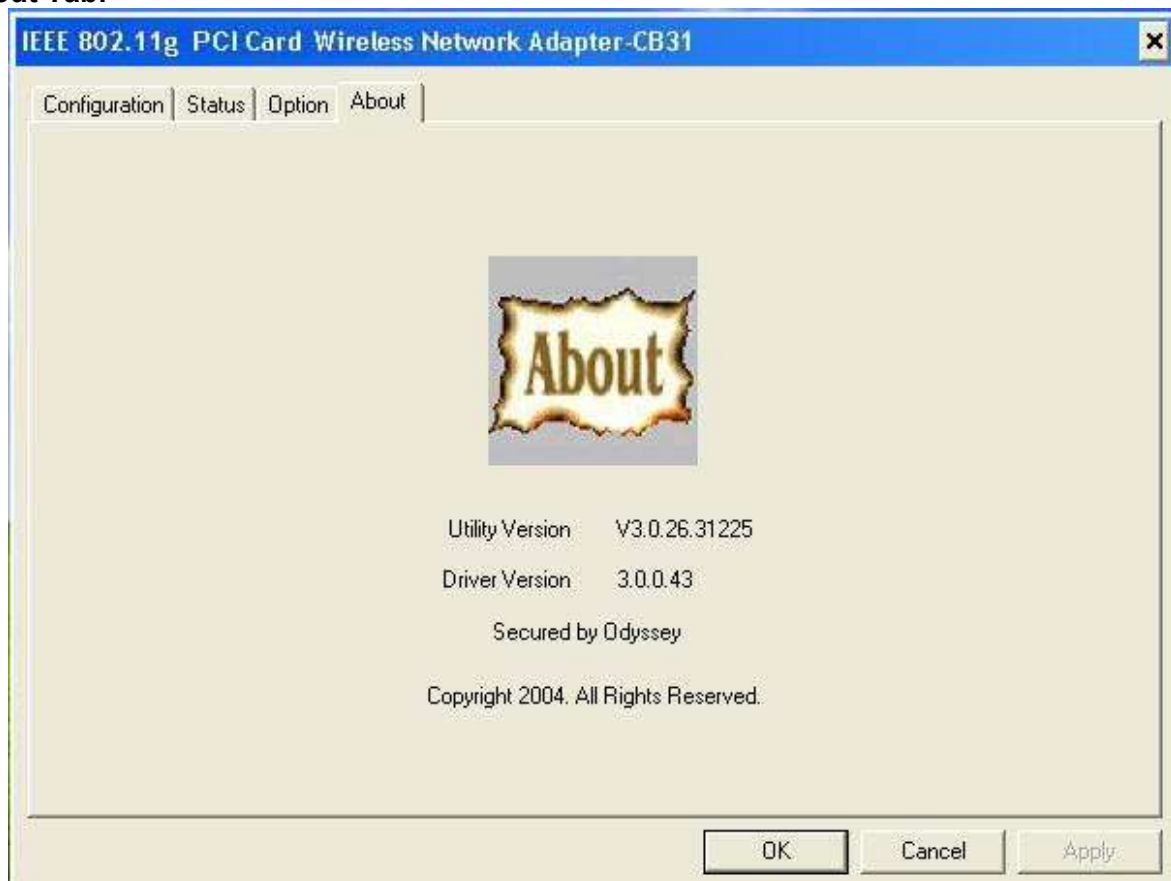 IEEE 802.11g PCI Card Wireless Network Adapter-CB31
Configuration Status Option About
About
Utility Version V3.0.26.31225
Driver Version 3.0.0.43
Secured by Odyssey
Copyright 2004. All Rights Reserved.
OK Cancel Apply